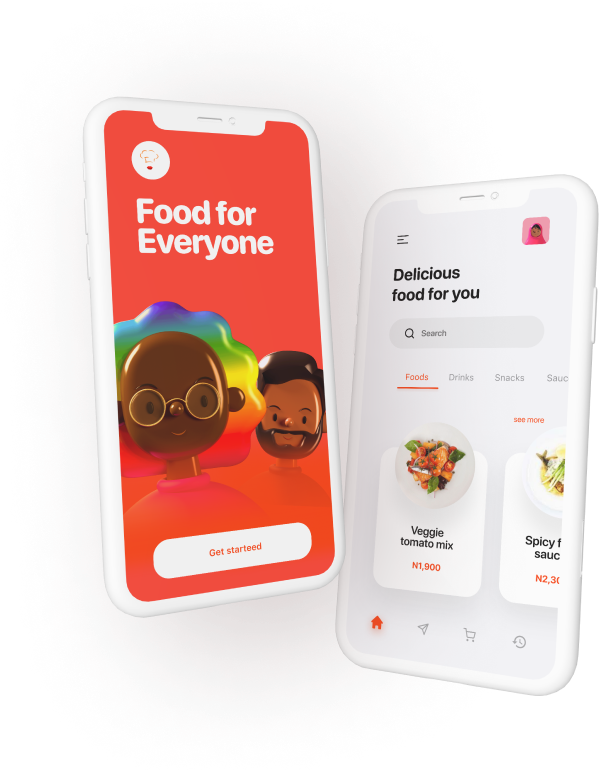 Food for
Everyone
Get starteed
Delicious
food for you
Search
Foods
Drinks
Snacks
Sauc
see more
Veggie
tomato mix
N1,900
Spicy f
sauc
N2,30